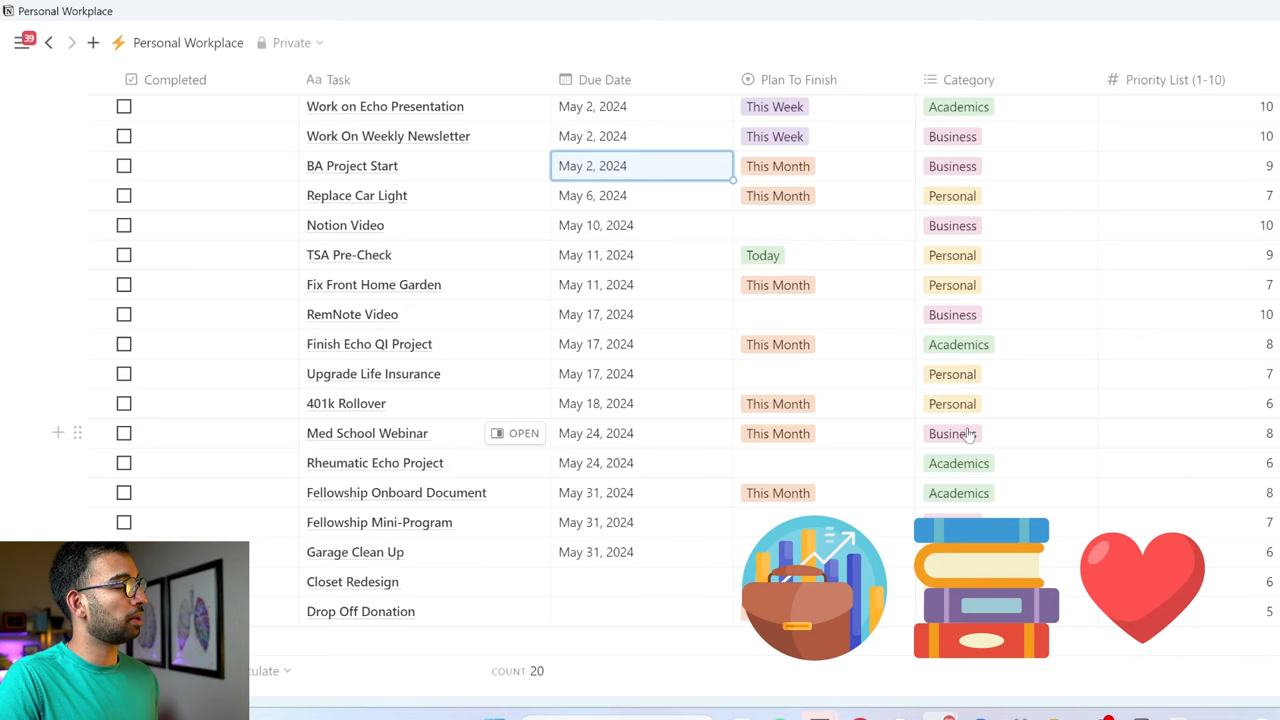 Personal Workplace
39 Personal Workplace Private
Completed Task Due Date Plan To Finish Category Priority List (1-10)
Work on Echo Presentation May 2, 2024 This Week Academics 10
Work On Weekly Newsletter May 2, 2024 This Week Business 10
BA Project Start May 2, 2024 This Month Business 9
Replace Car Light May 6, 2024 This Month Personal 7
Notion Video May 10, 2024 Business 10
TSA Pre-Check May 11, 2024 Today Personal 9
Fix Front Home Garden May 11, 2024 This Month Personal 7
RemNote Video May 17, 2024 Business 10
Finish Echo QI Project May 17, 2024 This Month Academics 8
Upgrade Life Insurance May 17, 2024 Personal 7
401k Rollover May 18, 2024 This Month Personal 6
Med School Webinar OPEN May 24, 2024 This Month Business 8
Rheumatic Echo Project May 24, 2024 Academics 6
Fellowship Onboard Document May 31, 2024 This Month Academics 8
Fellowship Mini-Program May 31, 2024 7
Garage Clean Up May 31, 2024 6
Closet Redesign 6
Drop Off Donation 5
culate COUNT 20